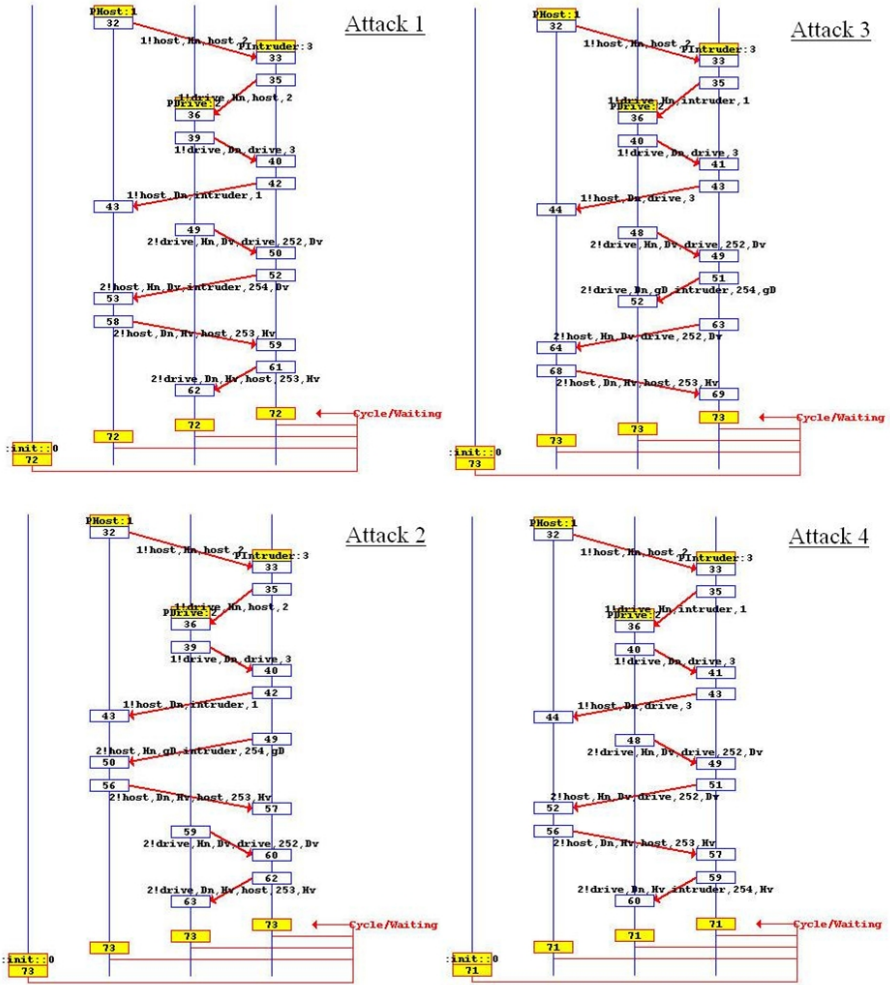 Attack 1
PHost:1
32
1!host,Hn,host,2
PIntruder:3
33
35
1!drive,Hn,host,2
PDrive:2
36
39
1!drive,Dn,drive,3
40
42
1!host,Dn,intruder,1
43
49
2!drive,Hn,Dv,drive,252,Dv
50
52
2!host,Hn,Dv,intruder,254,Dv
53
58
2!host,Dn,Hv,host,253,Hv
59
61
2!drive,Dn,Hv,host,253,Hv
62
72
Cycle/Waiting
72
72
:init::0
72
Attack 3
PHost:1
32
1!host,Hn,host,2
PIntruder:3
33
35
1!drive,Hn,intruder,1
PDrive:2
36
40
1!drive,Dn,drive,3
41
43
1!host,Dn,drive,3
44
48
2!drive,Hn,Dv,drive,252,Dv
49
51
2!drive,Dn,gD,intruder,254,gD
52
63
2!host,Hn,Dv,drive,252,Dv
64
68
2!host,Dn,Hv,host,253,Hv
69
73
Cycle/Waiting
73
73
:init::0
73
Attack 2
PHost:1
32
1!host,Hn,host,2
PIntruder:3
33
35
1!drive,Hn,host,2
PDrive:2
36
39
1!drive,Dn,drive,3
40
42
1!host,Dn,intruder,1
43
49
2!host,Hn,gD,intruder,254,gD
50
56
2!host,Dn,Hv,host,253,Hv
57
59
2!drive,Hn,Dv,drive,252,Dv
60
62
2!drive,Dn,Hv,host,253,Hv
63
73
Cycle/Waiting
73
73
:init::0
73
Attack 4
PHost:1
32
1!host,Hn,host,2
PIntruder:3
33
35
1!drive,Hn,intruder,1
PDrive:2
36
40
1!drive,Dn,drive,3
41
43
1!host,Dn,drive,3
44
48
2!drive,Hn,Dv,drive,252,Dv
49
51
2!host,Hn,Dv,drive,252,Dv
52
56
2!host,Dn,Hv,host,253,Hv
57
59
2!drive,Dn,Hv,intruder,254,Hv
60
71
Cycle/Waiting
71
71
:init::0
71